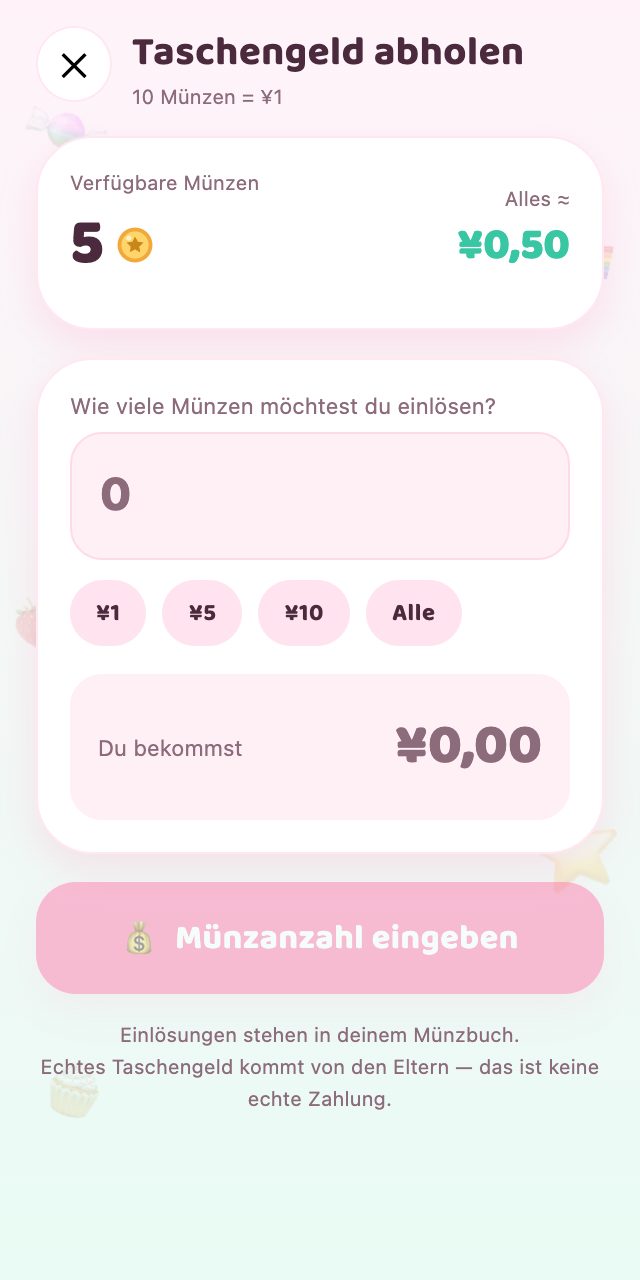 Taschengeld abholen
10 Münzen = ¥1
Verfügbare Münzen
5
Alles ≈
¥0,50
Wie viele Münzen möchtest du einlösen?
0
¥1 ¥5 ¥10 Alle
Du bekommst ¥0,00
Münzanzahl eingeben
Einlösungen stehen in deinem Münzbuch.
Echtes Taschengeld kommt von den Eltern — das ist keine
echte Zahlung.